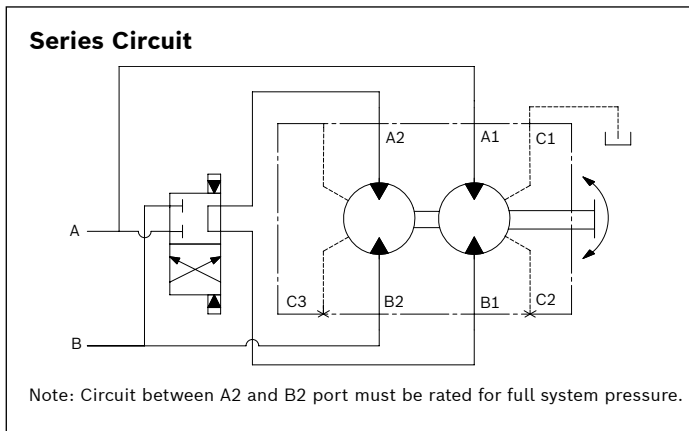 Series Circuit
A2
A1
C1
A
C3
B2
B1
C2
B
Note: Circuit between A2 and B2 port must be rated for full system pressure.